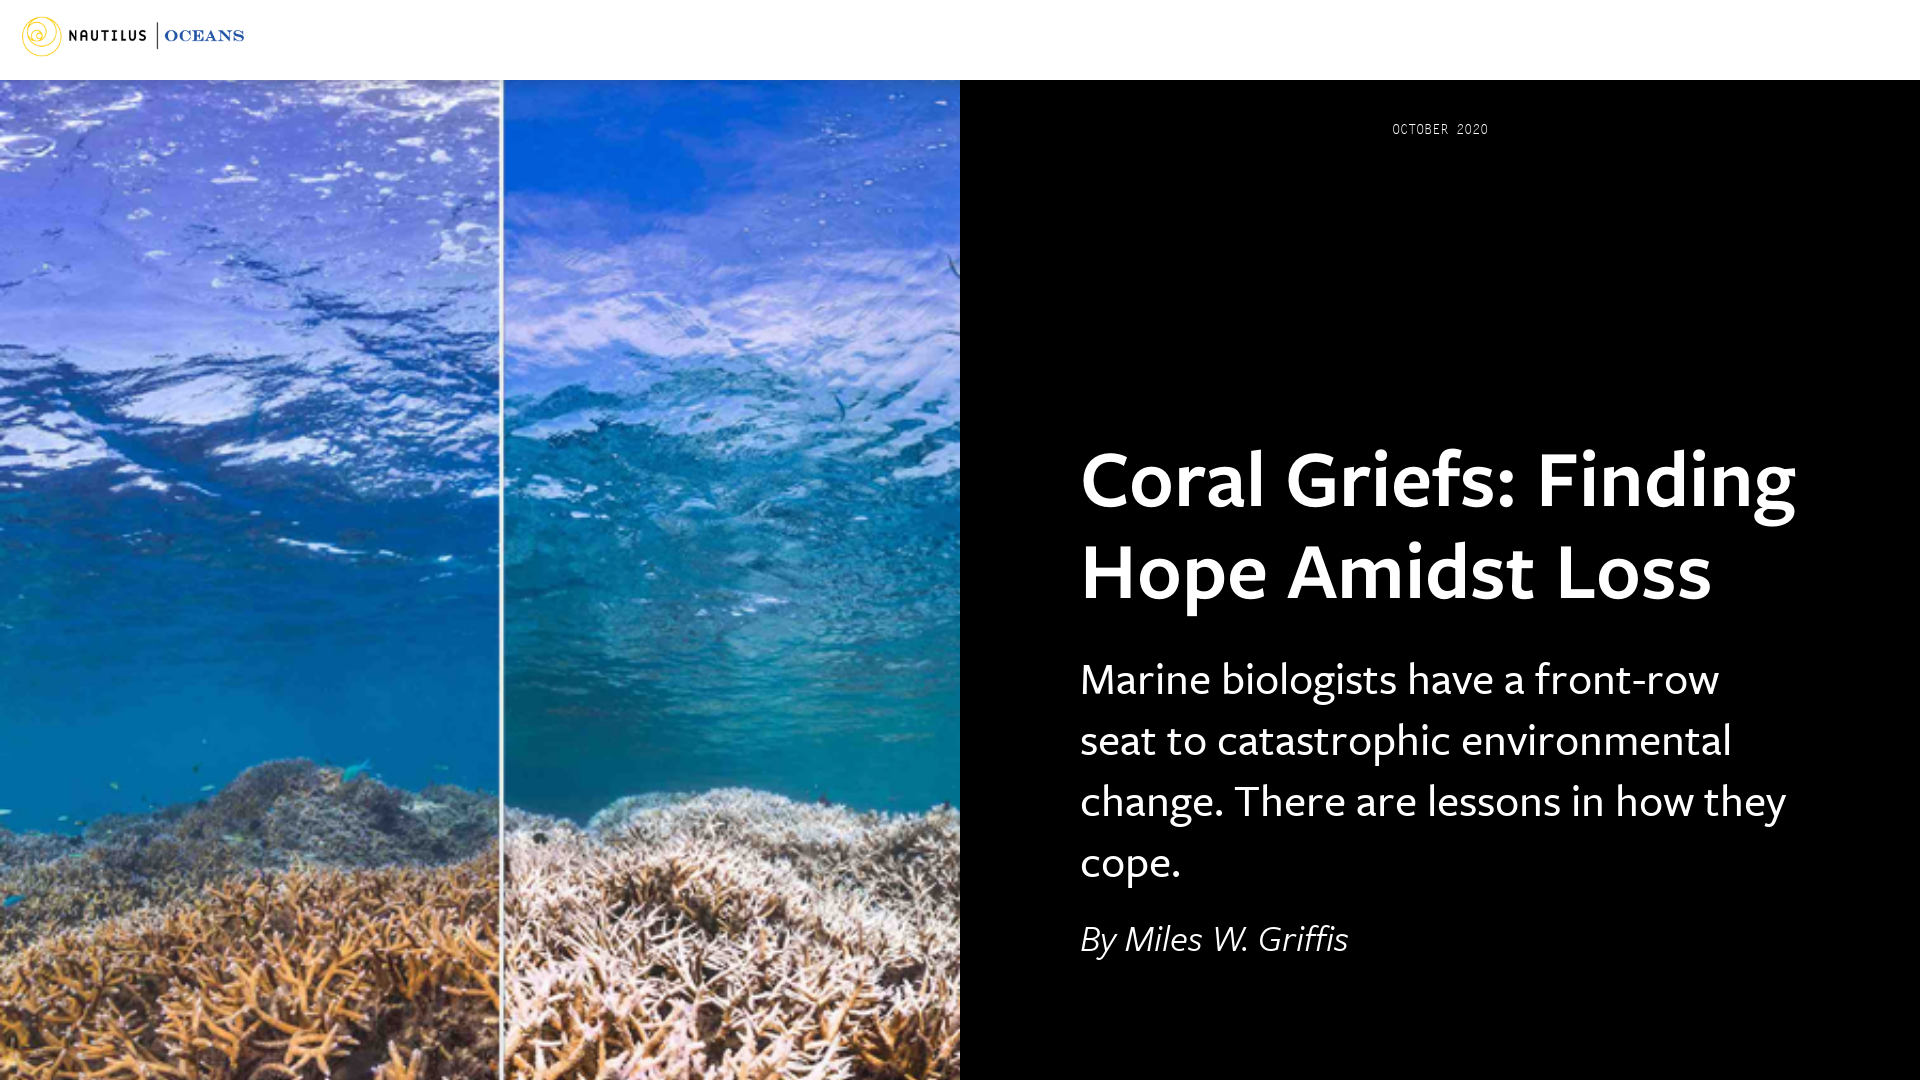 NAUTILUS | OCEANS
OCTOBER 2020
Coral Griefs: Finding
Hope Amidst Loss
Marine biologists have a front-row
seat to catastrophic environmental
change. There are lessons in how they
cope.
By Miles W. Griffis